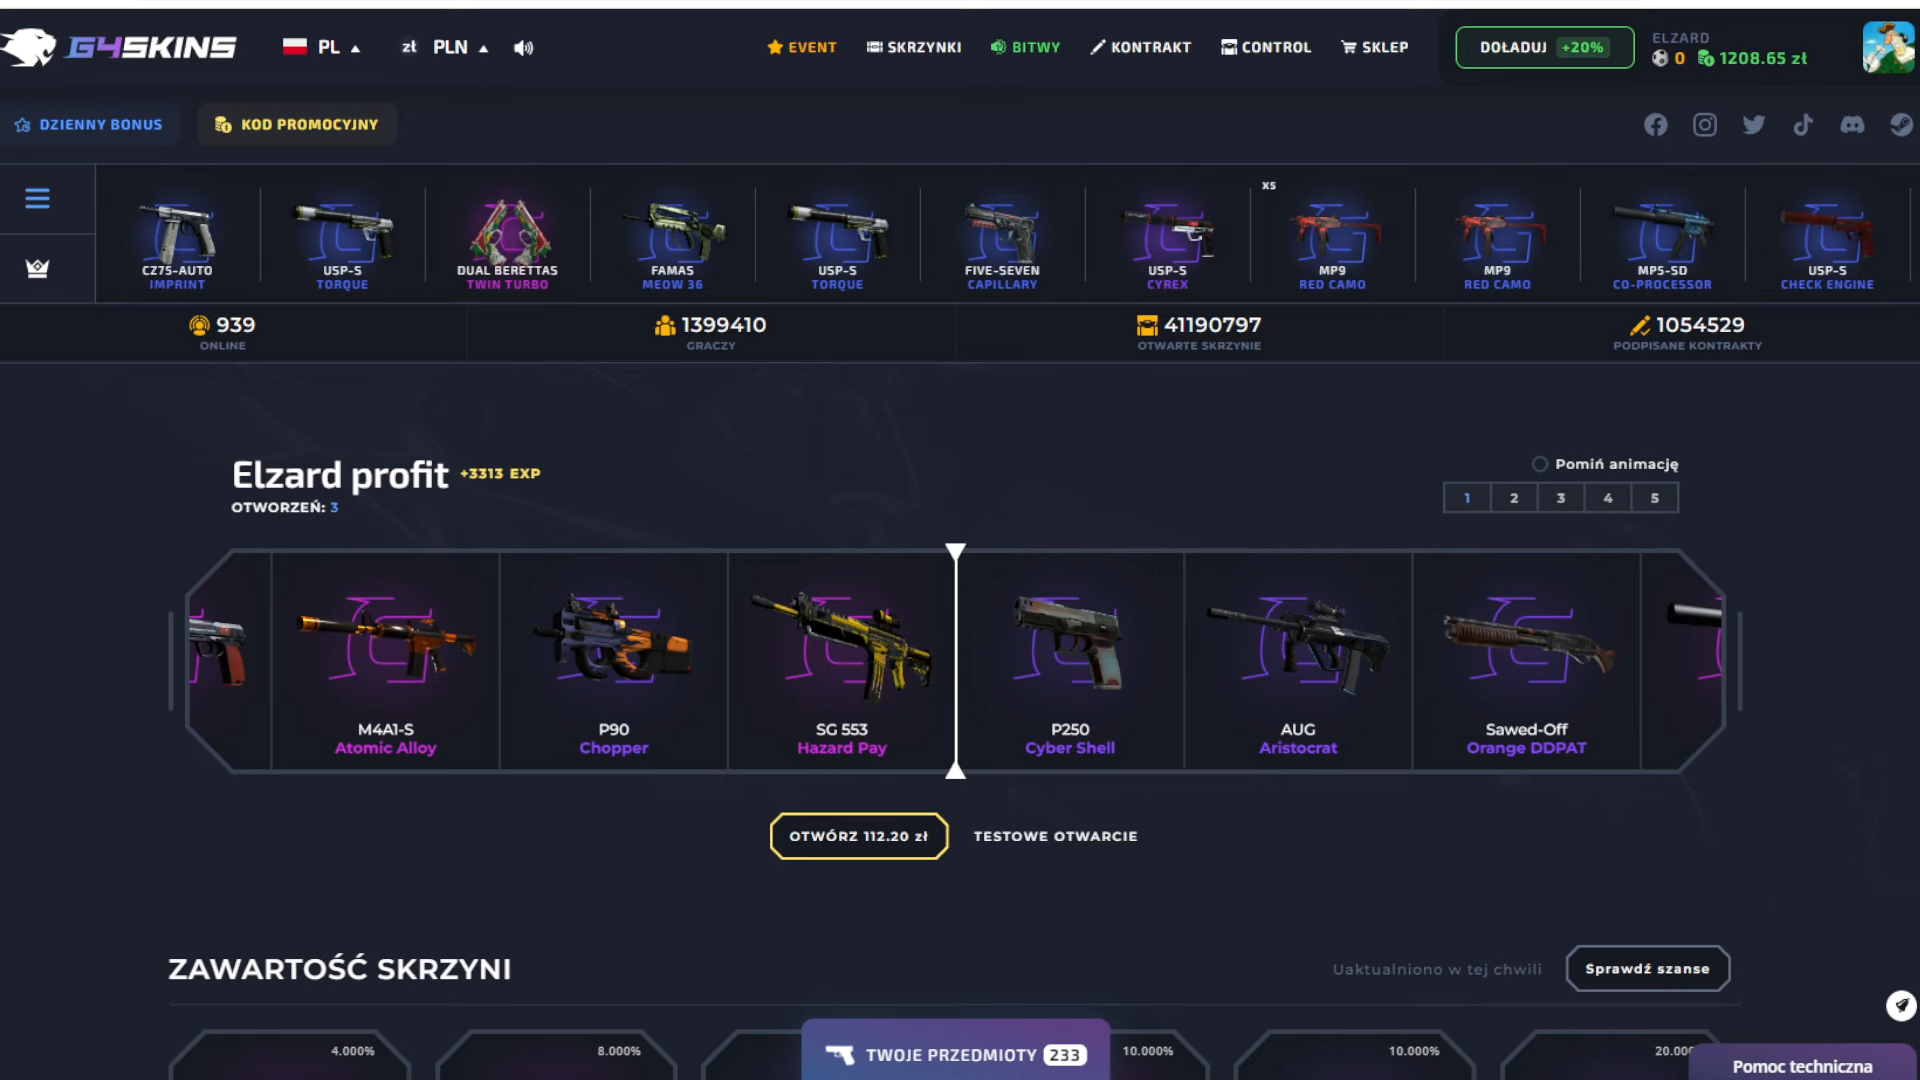 G4SKINS
PL
zł PLN
EVENT
SKRZYNKI
BITWY
KONTRAKT
CONTROL
SKLEP
DOŁADUJ +20%
ELZARD
0 1208.65 zł
DZIENNY BONUS
KOD PROMOCYJNY
X5
CZ75-AUTO
IMPRINT
USP-S
TORQUE
DUAL BERETTAS
TWIN TURBO
FAMAS
MEOW 36
USP-S
TORQUE
FIVE-SEVEN
CAPILLARY
USP-S
CYREX
MP9
RED CAMO
MP9
RED CAMO
MP5-SD
CO-PROCESSOR
USP-S
CHECK ENGINE
939
ONLINE
1399410
GRACZY
41190797
OTWARTE SKRZYNIE
1054529
PODPISANE KONTRAKTY
Elzard profit +3313 EXP
OTWORZEŃ: 3
Pomiń animację
1 2 3 4 5
M4A1-S
Atomic Alloy
P90
Chopper
SG 553
Hazard Pay
P250
Cyber Shell
AUG
Aristocrat
Sawed-Off
Orange DDPAT
OTWÓRZ 112.20 zł
TESTOWE OTWARCIE
ZAWARTOŚĆ SKRZYNI
Uaktualniono w tej chwili
Sprawdź szanse
4.000%
8.000%
10.000%
10.000%
TWOJE PRZEDMIOTY 233
Pomoc techniczna